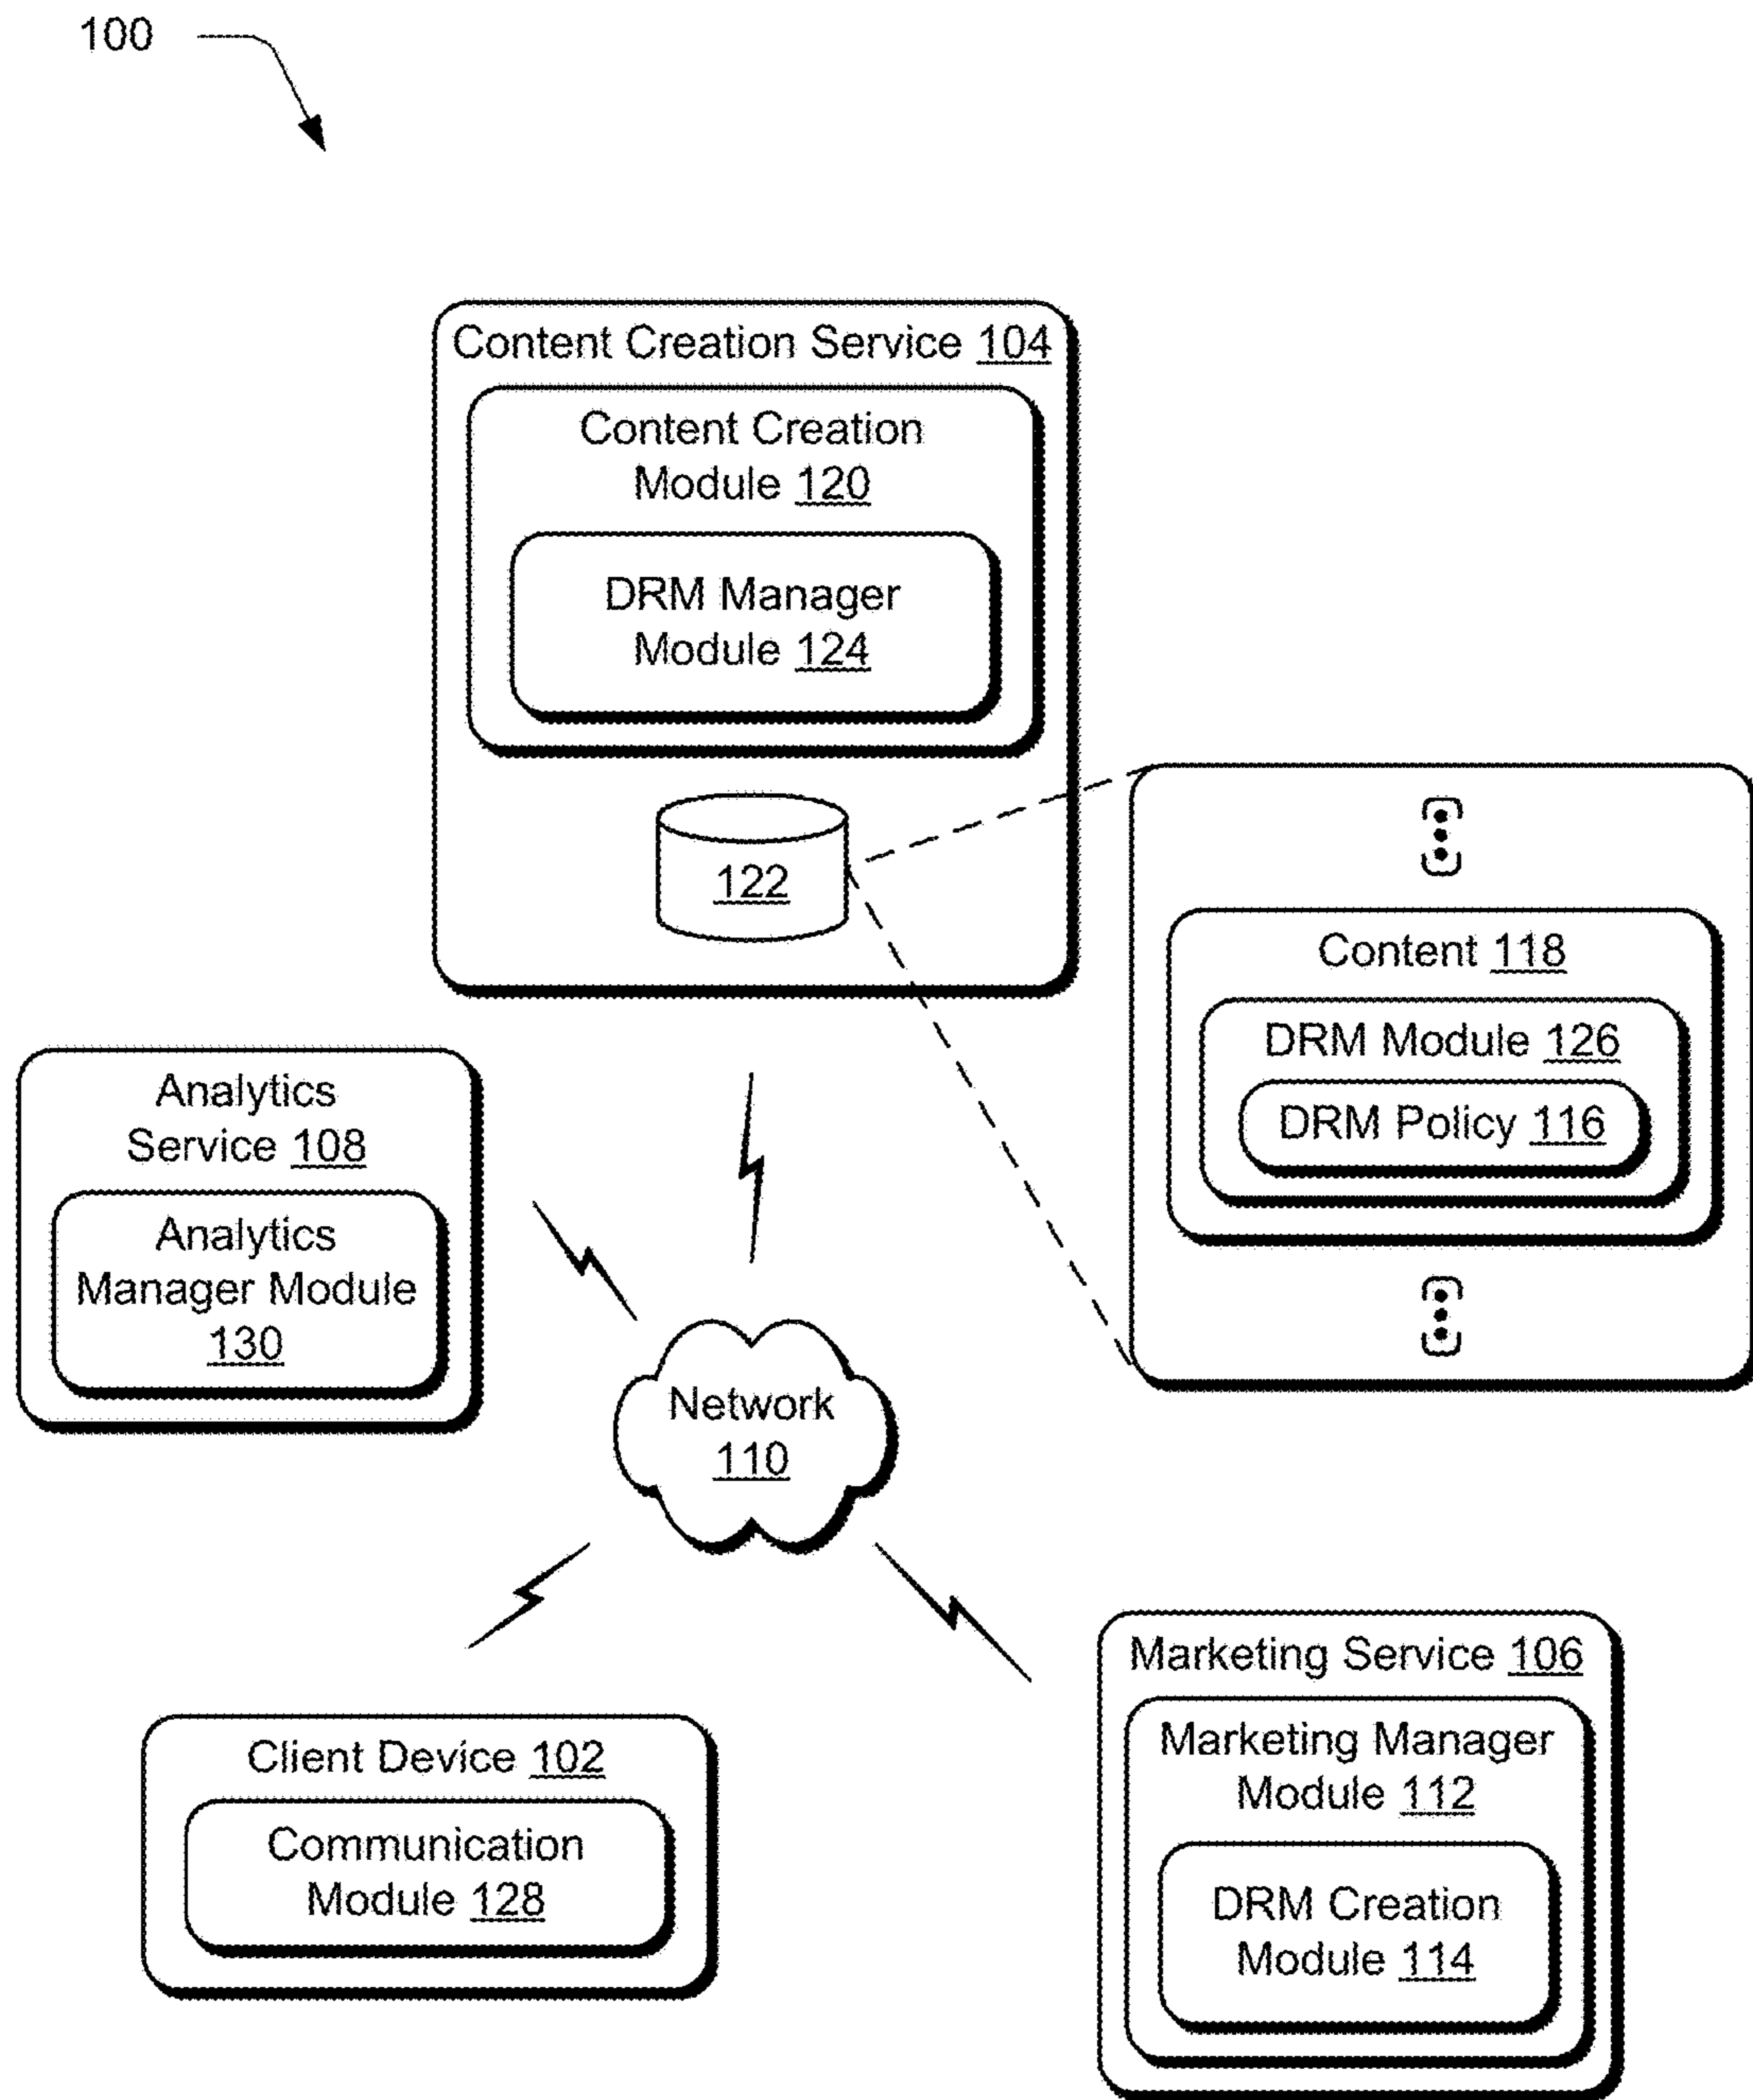 100
Content Creation Service 104
Content Creation
Module 120
DRM Manager
Module 124
122
Content 118
DRM Module 126
DRM Policy 116
Analytics
Service 108
Analytics
Manager Module
130
Network
110
Client Device 102
Communication
Module 128
Marketing Service 106
Marketing Manager
Module 112
DRM Creation
Module 114